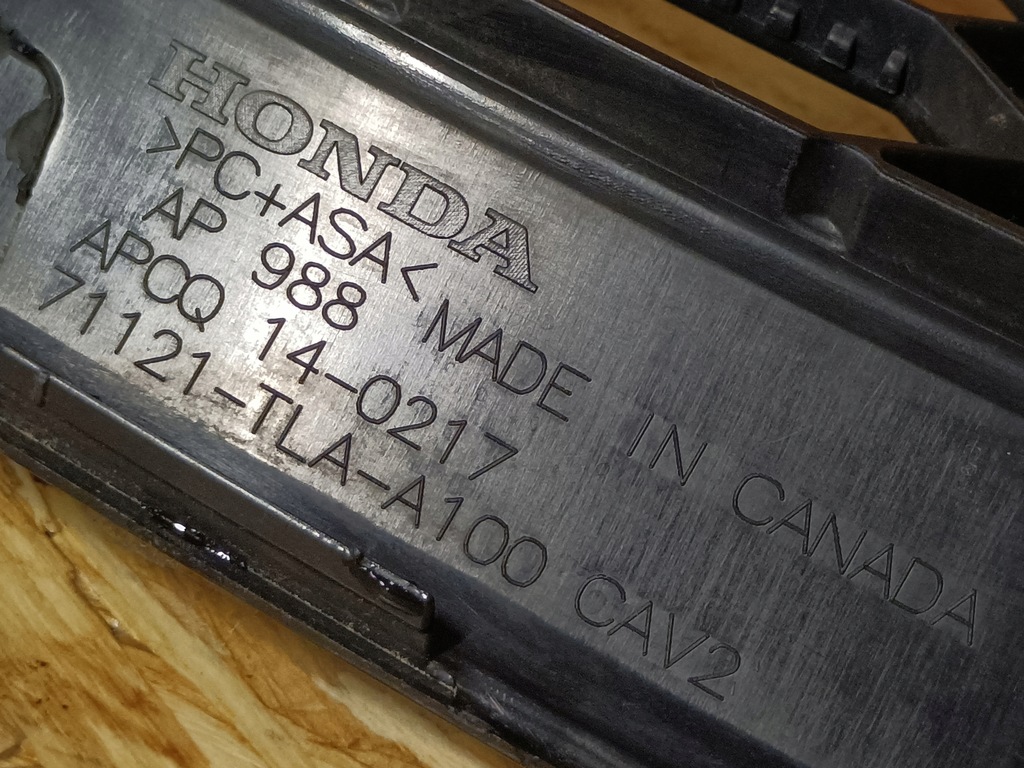 HONDA
>PC+ASA<
AP 988 MADE IN CANADA
APCQ 14-0217
71121-TLA-A100 CAV2